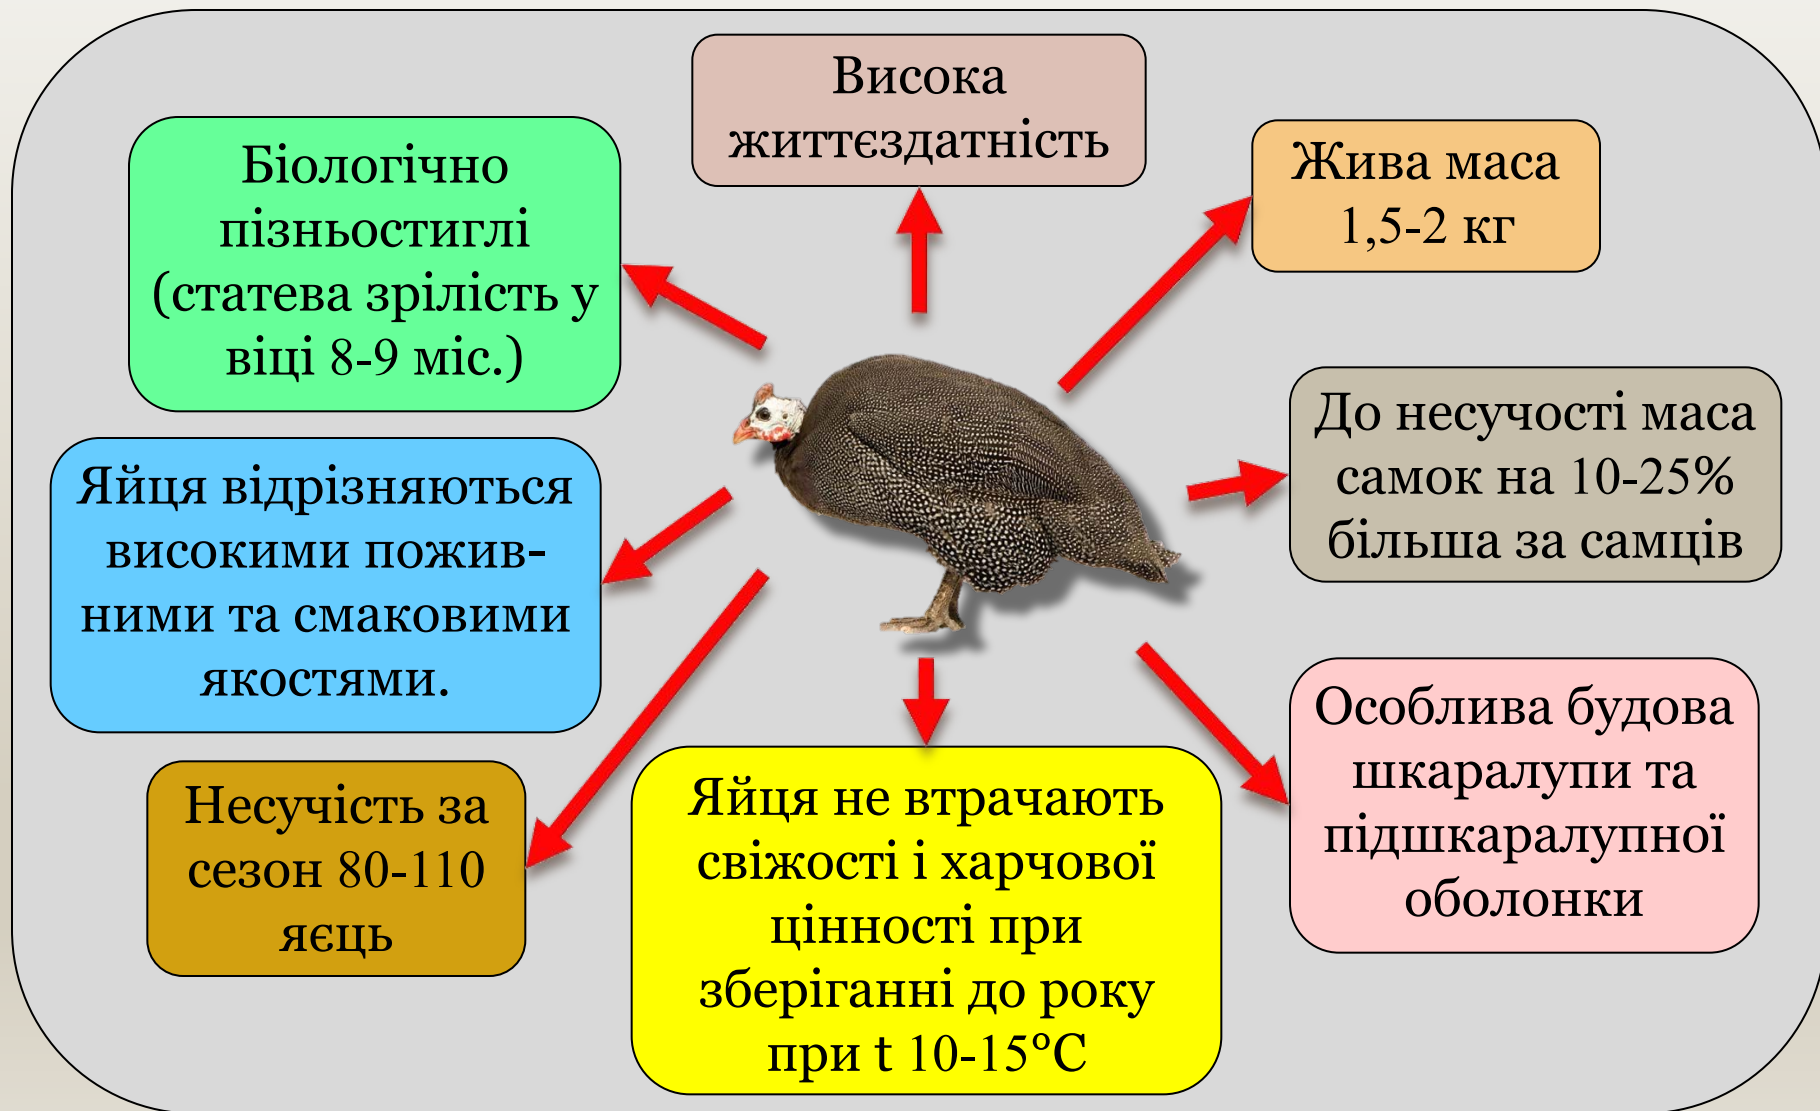 Висока
життєздатність
Біологічно
пізньостиглі
(статева зрілість у
віці 8-9 міс.)
Жива маса
1,5-2 кг
До несучості маса
самок на 10-25%
більша за самців
Яйця відрізняються
високими пожив-
ними та смаковими
якостями.
Особлива будова
шкаралупи та
підшкаралупної
оболонки
Несучість за
сезон 80-110
яєць
Яйця не втрачають
свіжості і харчової
цінності при
зберіганні до року
при t 10-15°С